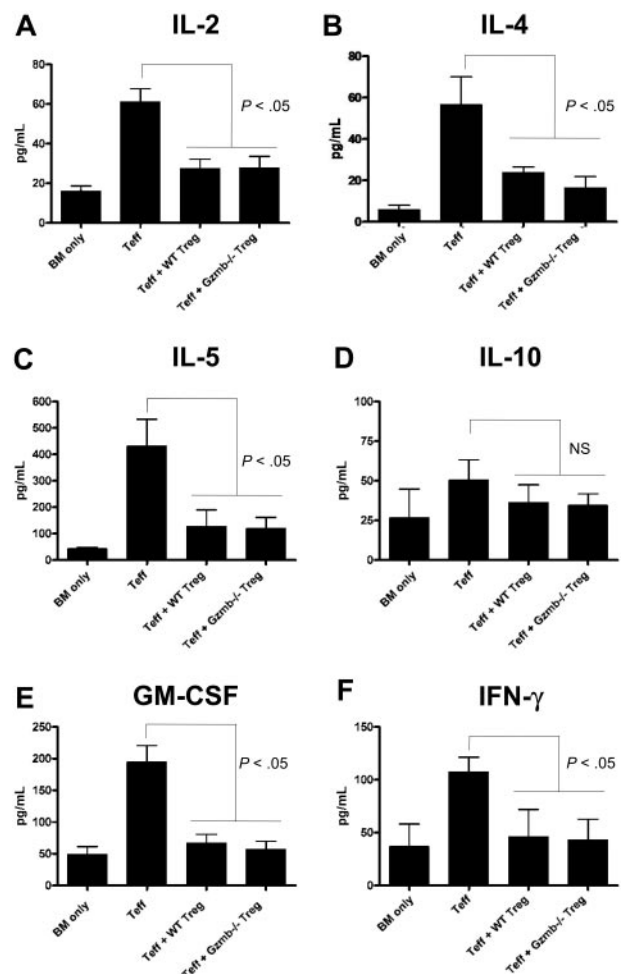 A IL-2
80
60
40
20
0
pg/mL
P < .05
BM only
Teff
Teff + WT Treg
Teff + Gzmb-/- Treg
B IL-4
80
60
40
20
0
pg/mL
P < .05
BM only
Teff
Teff + WT Treg
Teff + Gzmb-/- Treg
C IL-5
600
500
400
300
200
100
0
pg/mL
P < .05
BM only
Teff
Teff + WT Treg
Teff + Gzmb-/- Treg
D IL-10
100
75
50
25
0
pg/mL
NS
BM only
Teff
Teff + WT Treg
Teff + Gzmb-/- Treg
E GM-CSF
250
200
150
100
50
0
pg/mL
P < .05
BM only
Teff
Teff + WT Treg
Teff + Gzmb-/- Treg
F IFN-γ
150
100
50
0
pg/mL
P < .05
BM only
Teff
Teff + WT Treg
Teff + Gzmb-/- Treg